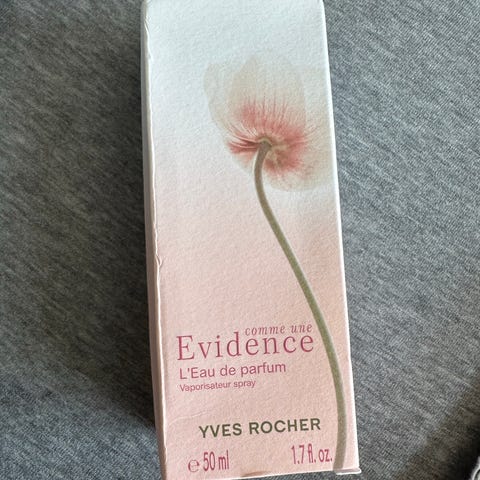 comme une
Evidence
L'Eau de parfum
Vaporisateur spray
YVES ROCHER
℮ 50 ml 1.7 fl. oz.